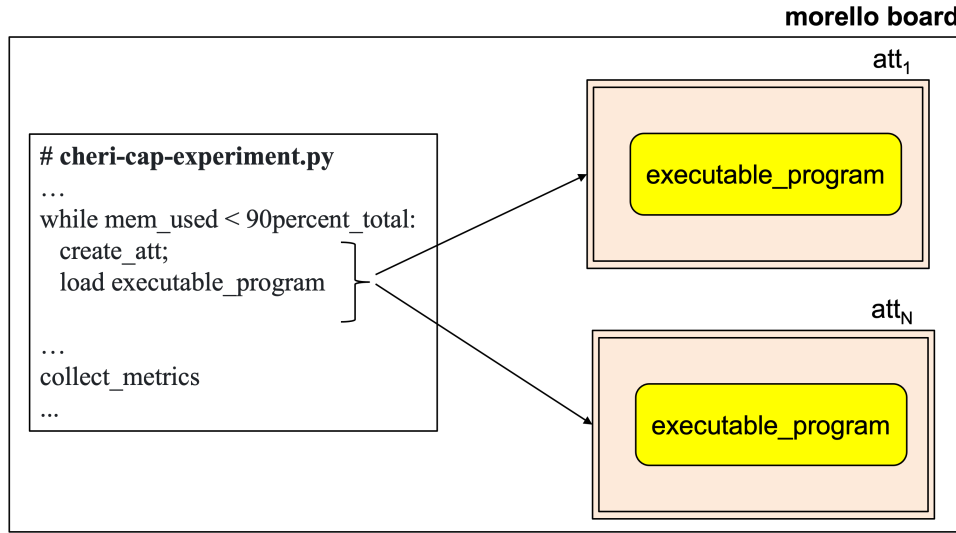 morello board
# cheri-cap-experiment.py
…
while mem_used < 90percent_total:
create_att;
load executable_program
…
collect_metrics
...
att1
executable_program
attN
executable_program